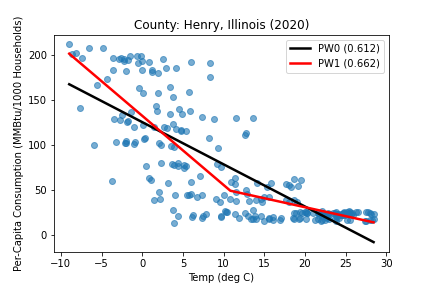 County: Henry, Illinois (2020)
Per-Capita Consumption (MMBtu/1000 Households)
200
150
100
50
0
PW0 (0.612)
PW1 (0.662)
−10 −5 0 5 10 15 20 25 30
Temp (deg C)